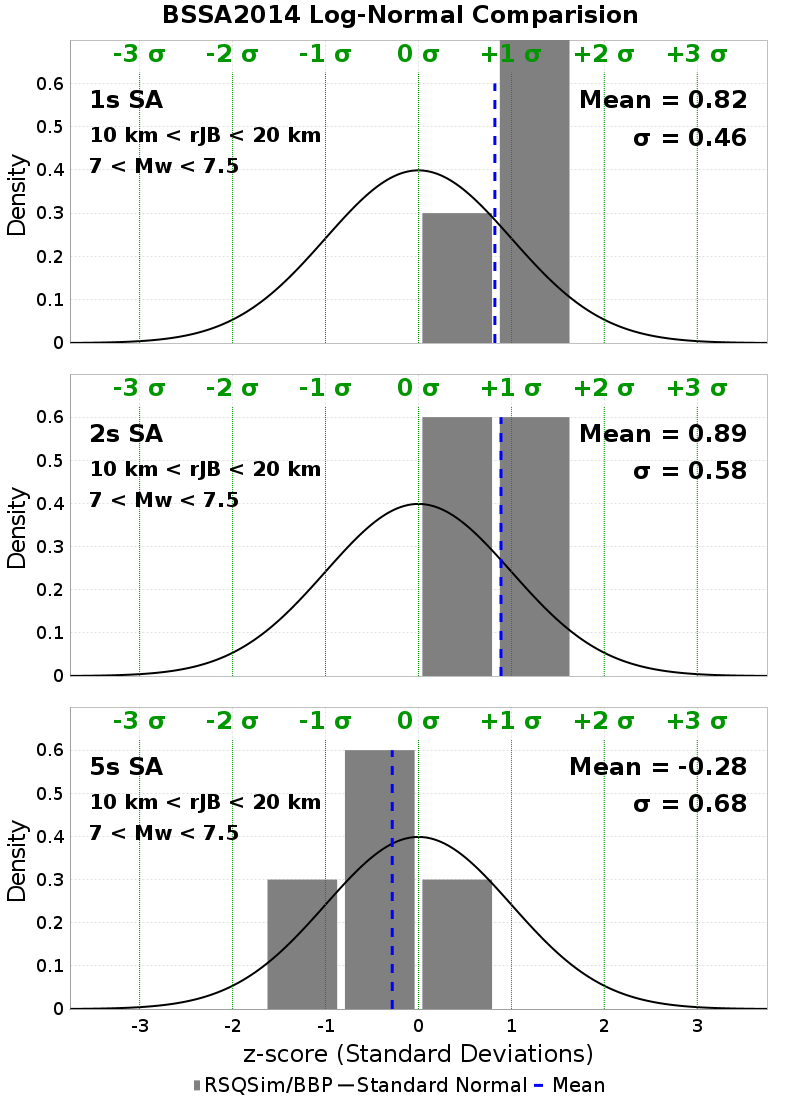 BSSA2014 Log-Normal Comparision
-3 σ -2 σ -1 σ 0 σ +1 σ +2 σ +3 σ
1s SA
10 km < rJB < 20 km
7 < Mw < 7.5
Mean = 0.82
σ = 0.46
Density
0.6
0.5
0.4
0.3
0.2
0.1
0
-3 σ -2 σ -1 σ 0 σ +1 σ +2 σ +3 σ
2s SA
10 km < rJB < 20 km
7 < Mw < 7.5
Mean = 0.89
σ = 0.58
Density
0.6
0.5
0.4
0.3
0.2
0.1
0
-3 σ -2 σ -1 σ 0 σ +1 σ +2 σ +3 σ
5s SA
10 km < rJB < 20 km
7 < Mw < 7.5
Mean = -0.28
σ = 0.68
Density
0.6
0.5
0.4
0.3
0.2
0.1
0
-3 -2 -1 0 1 2 3
z-score (Standard Deviations)
RSQSim/BBP Standard Normal Mean